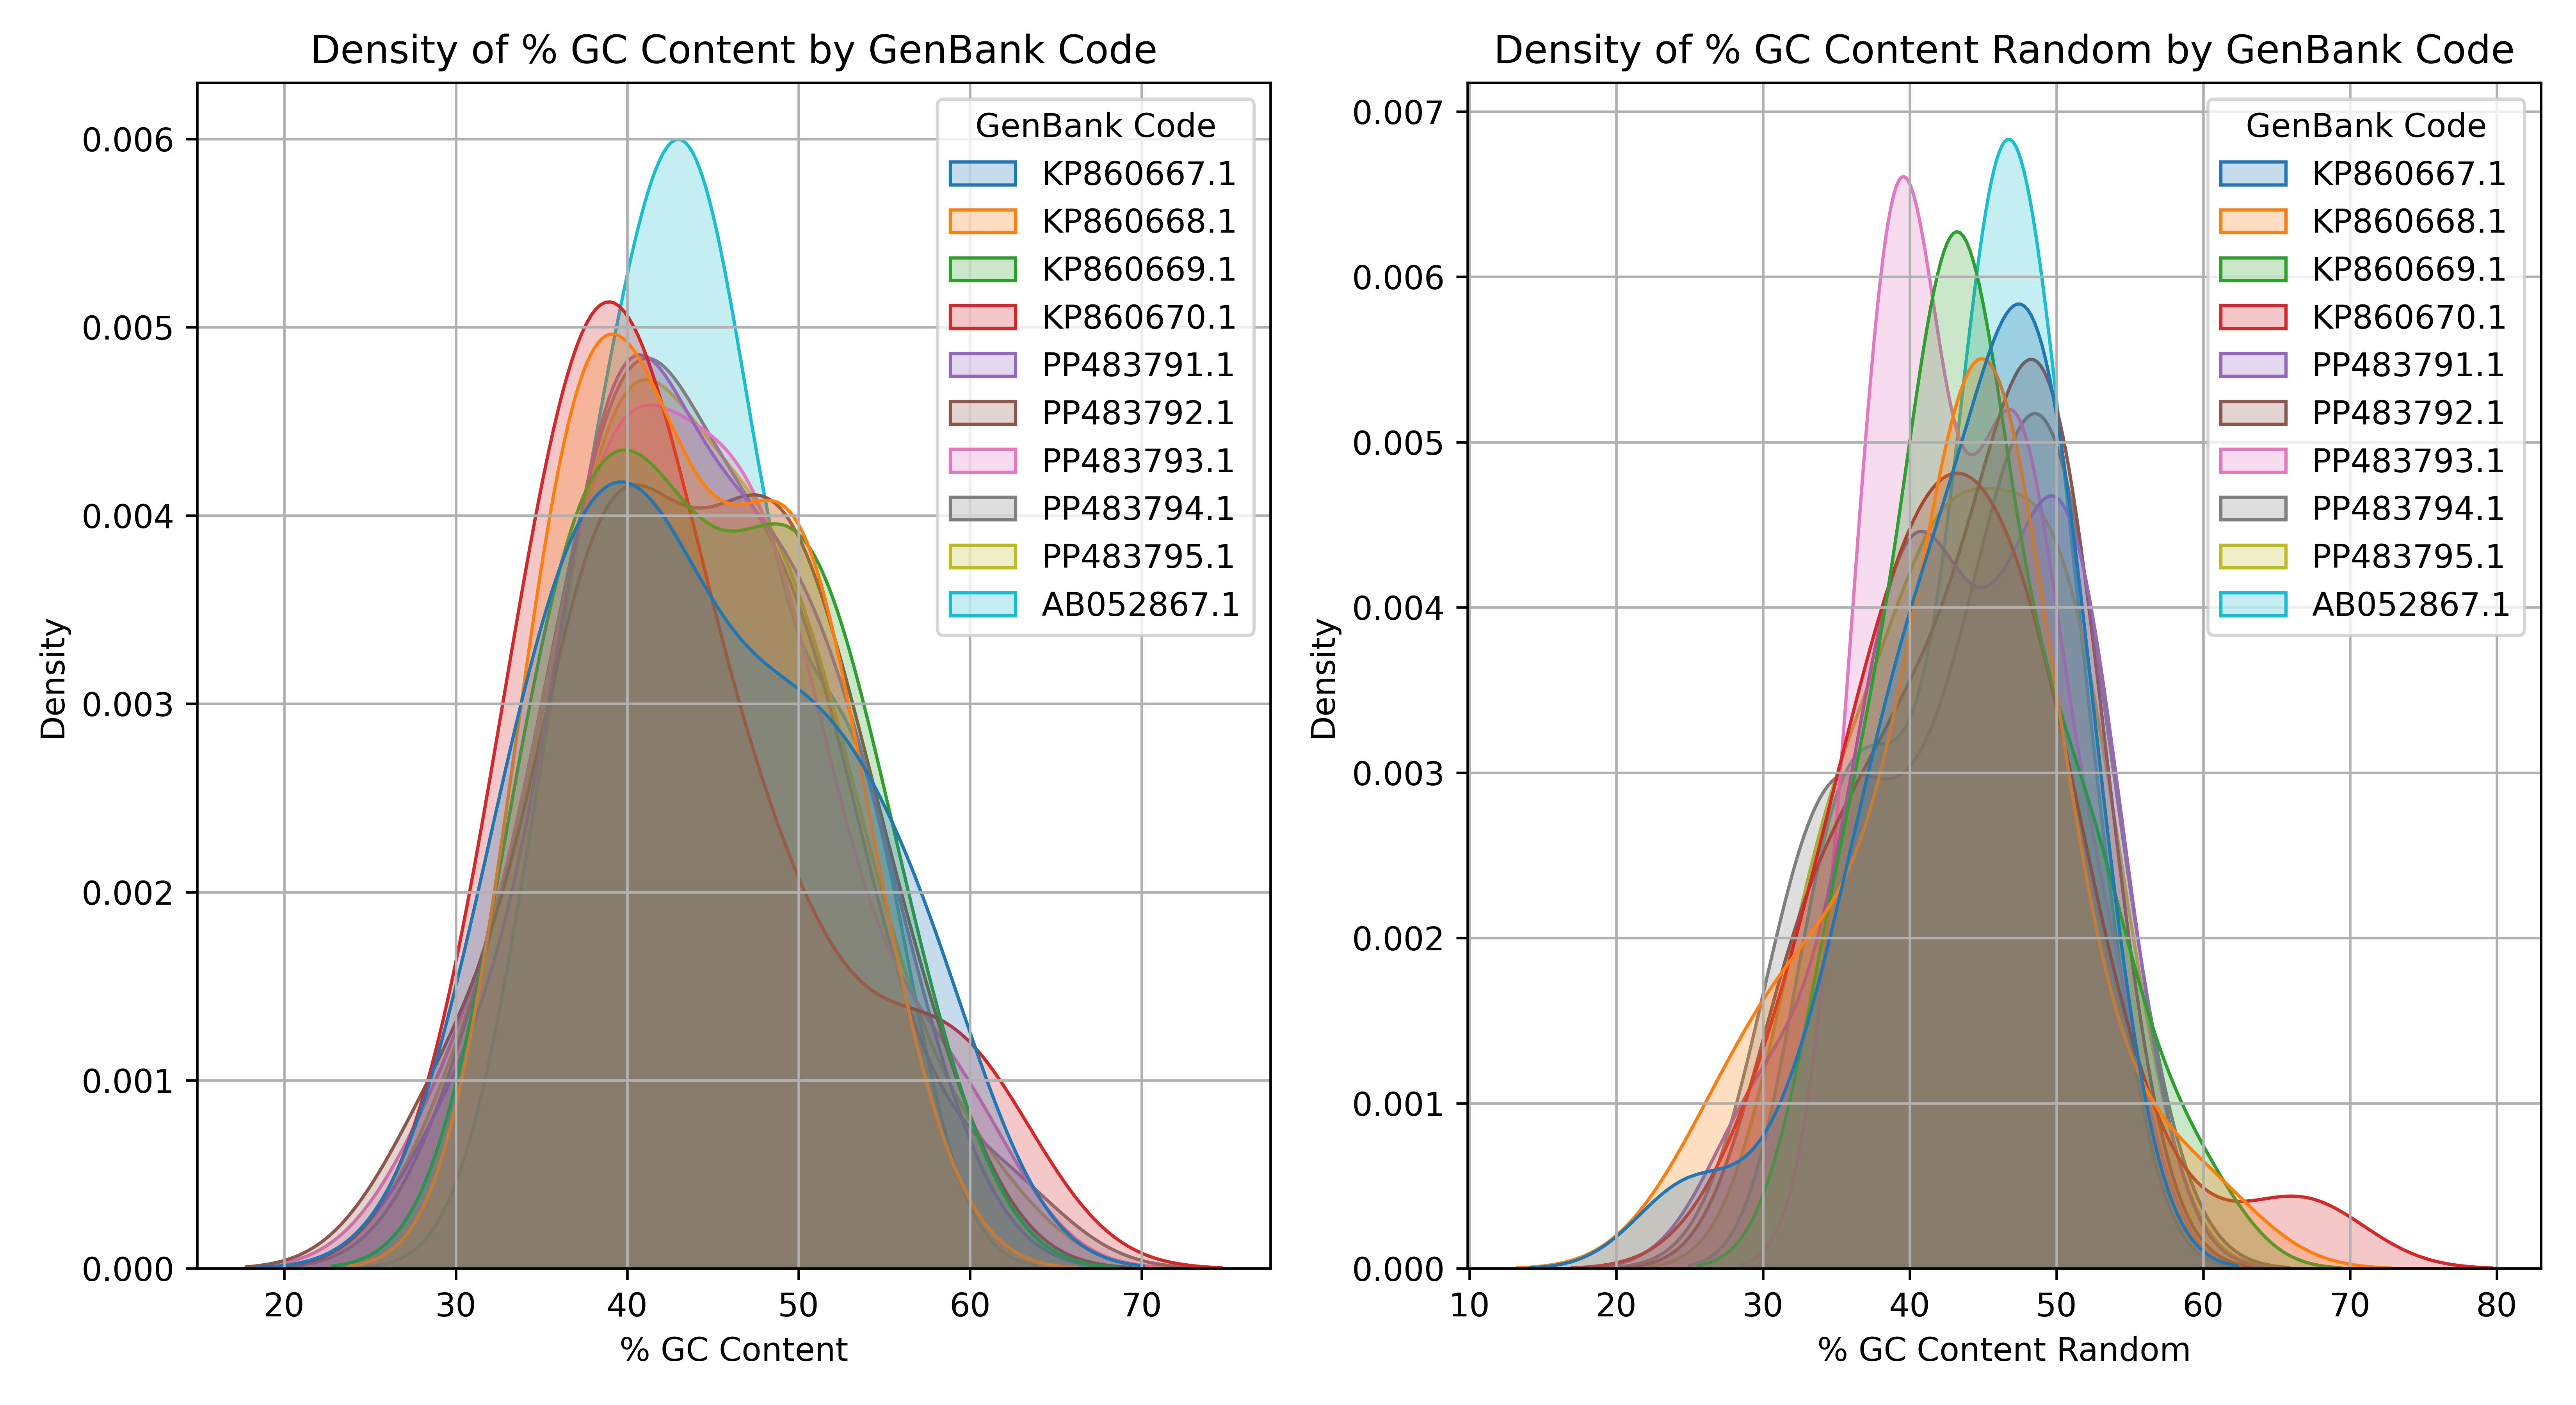 Density of % GC Content by GenBank Code
GenBank Code
KP860667.1
KP860668.1
KP860669.1
KP860670.1
PP483791.1
PP483792.1
PP483793.1
PP483794.1
PP483795.1
AB052867.1
Density
0.006
0.005
0.004
0.003
0.002
0.001
0.000
20 30 40 50 60 70
% GC Content
Density of % GC Content Random by GenBank Code
GenBank Code
KP860667.1
KP860668.1
KP860669.1
KP860670.1
PP483791.1
PP483792.1
PP483793.1
PP483794.1
PP483795.1
AB052867.1
Density
0.007
0.006
0.005
0.004
0.003
0.002
0.001
0.000
10 20 30 40 50 60 70 80
% GC Content Random